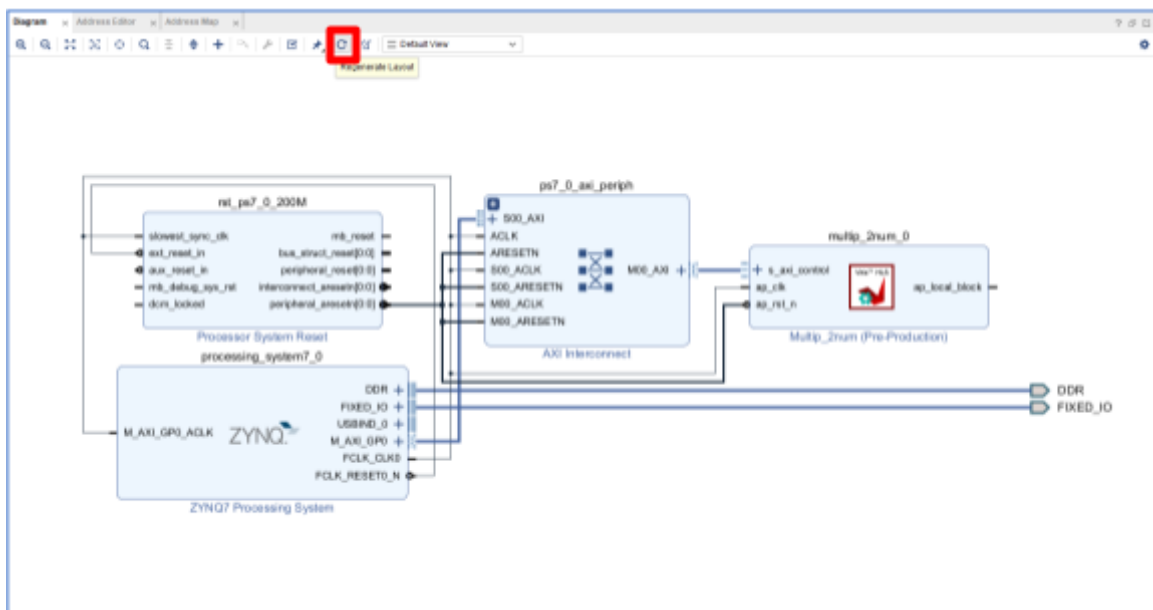 Diagram
Address Editor
Address Map
Default View
Regenerate Layout
ps7_0_axi_periph
rst_ps7_0_200M
multip_2num_0
S00_AXI
ACLK
ARESETN
S00_ACLK
S00_ARESETN
M00_ACLK
M00_ARESETN
M00_AXI
AXI Interconnect
slowest_sync_clk
ext_reset_in
aux_reset_in
mb_debug_sys_rst
dcm_locked
mb_reset
bus_struct_reset[0:0]
peripheral_reset[0:0]
interconnect_aresetn[0:0]
peripheral_aresetn[0:0]
Processor System Reset
s_axi_control
ap_clk
ap_rst_n
ap_local_block
Multip_2num (Pre-Production)
processing_system7_0
M_AXI_GP0_ACLK
ZYNQ
DDR
FIXED_IO
USBIND_0
M_AXI_GP0
FCLK_CLK0
FCLK_RESET0_N
ZYNQ7 Processing System
DDR
FIXED_IO